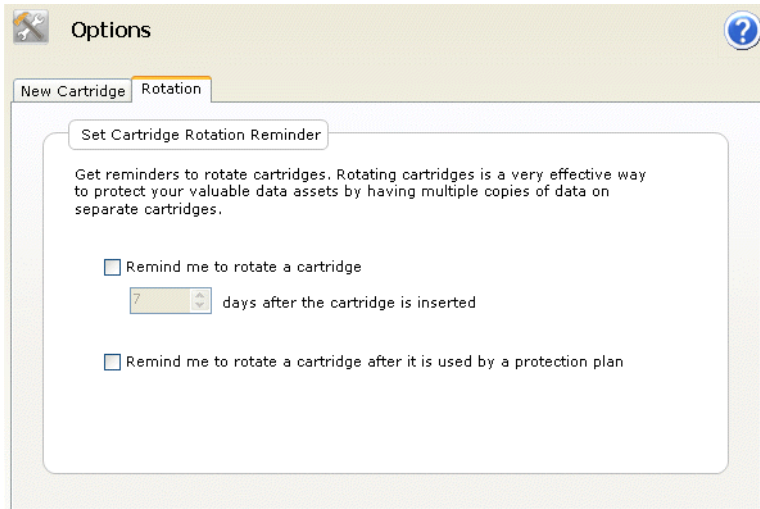 Options
New Cartridge Rotation
Set Cartridge Rotation Reminder
Get reminders to rotate cartridges. Rotating cartridges is a very effective way
to protect your valuable data assets by having multiple copies of data on
separate cartridges.
Remind me to rotate a cartridge
7 days after the cartridge is inserted
Remind me to rotate a cartridge after it is used by a protection plan